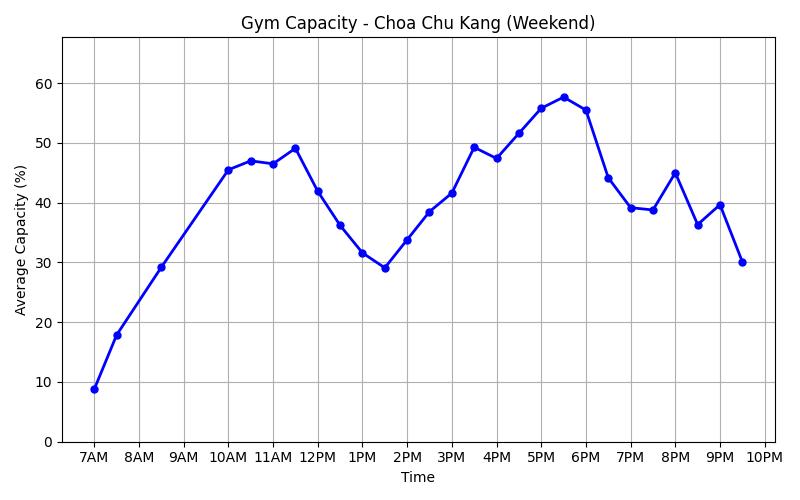 Gym Capacity - Choa Chu Kang (Weekend)
Average Capacity (%)
60
50
40
30
20
10
0
7AM 8AM 9AM 10AM 11AM 12PM 1PM 2PM 3PM 4PM 5PM 6PM 7PM 8PM 9PM 10PM
Time